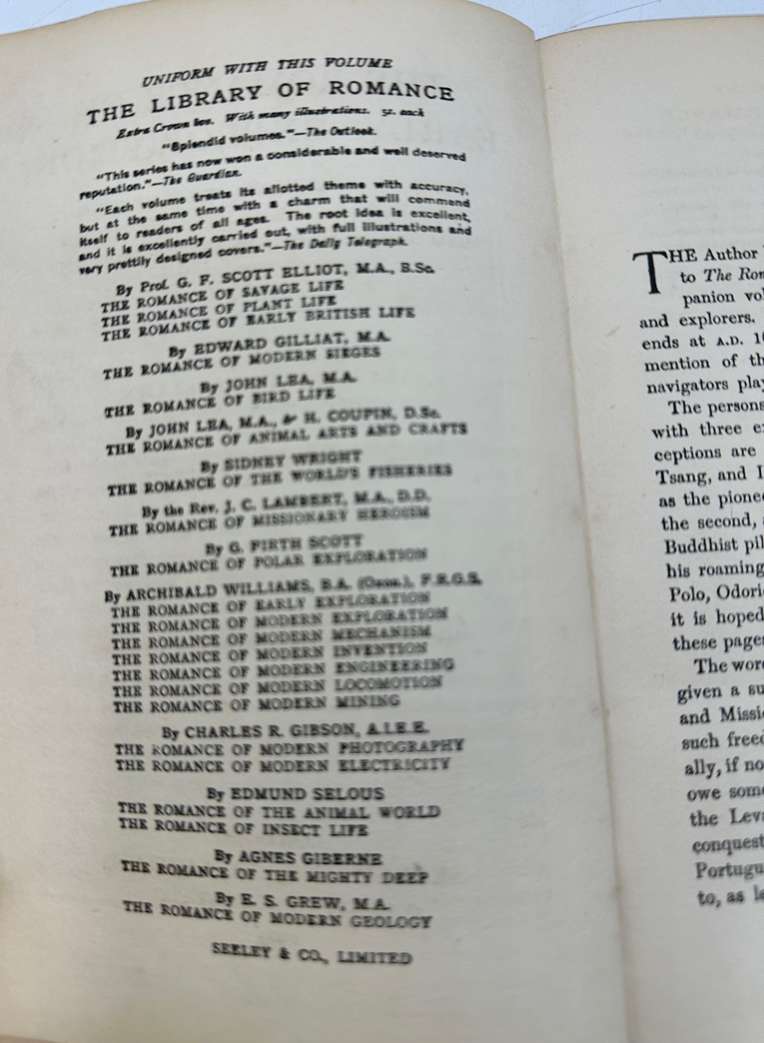 UNIFORM WITH THIS VOLUME
THE LIBRARY OF ROMANCE
Extra Crown 8vo. With many illustrations. 5s. each
"Splendid volumes."—The Outlook.
"This series has now won a considerable and well deserved
reputation."—The Guardian.
"Each volume treats its allotted theme with accuracy,
but at the same time with a charm that will commend
itself to readers of all ages. The root idea is excellent,
and it is excellently carried out, with full illustrations and
very prettily designed covers."—The Daily Telegraph.
By Prof. G. F. SCOTT ELLIOT, M.A., B.Sc.
THE ROMANCE OF SAVAGE LIFE
THE ROMANCE OF PLANT LIFE
THE ROMANCE OF EARLY BRITISH LIFE
By EDWARD GILLIAT, M.A.
THE ROMANCE OF MODERN SIEGES
By JOHN LEA, M.A.
THE ROMANCE OF BIRD LIFE
By JOHN LEA, M.A., & H. COUPIN, D.Sc.
THE ROMANCE OF ANIMAL ARTS AND CRAFTS
By SIDNEY WRIGHT
THE ROMANCE OF THE WORLD'S FISHERIES
By the Rev. J. C. LAMBERT, M.A., D.D.
THE ROMANCE OF MISSIONARY HEROISM
By G. FIRTH SCOTT
THE ROMANCE OF POLAR EXPLORATION
By ARCHIBALD WILLIAMS, B.A. (Oxon.), F.R.G.S.
THE ROMANCE OF EARLY EXPLORATION
THE ROMANCE OF MODERN EXPLORATION
THE ROMANCE OF MODERN MECHANISM
THE ROMANCE OF MODERN INVENTION
THE ROMANCE OF MODERN ENGINEERING
THE ROMANCE OF MODERN LOCOMOTION
THE ROMANCE OF MODERN MINING
By CHARLES R. GIBSON, A.I.E.E.
THE ROMANCE OF MODERN PHOTOGRAPHY
THE ROMANCE OF MODERN ELECTRICITY
By EDMUND SELOUS
THE ROMANCE OF THE ANIMAL WORLD
THE ROMANCE OF INSECT LIFE
By AGNES GIBERNE
THE ROMANCE OF THE MIGHTY DEEP
By E. S. GREW, M.A.
THE ROMANCE OF MODERN GEOLOGY
SEELEY & CO., LIMITED
THE Author
to The Rom
panion vol
and explorers.
ends at A.D. 16
mention of th
navigators play
The persons
with three e
ceptions are
Tsang, and I
as the pionee
the second,
Buddhist pil
his roaming
Polo, Odori
it is hoped
these page
The wor
given a su
and Missi
such freed
ally, if no
owe som
the Lev
conquest
Portugu
to, as le